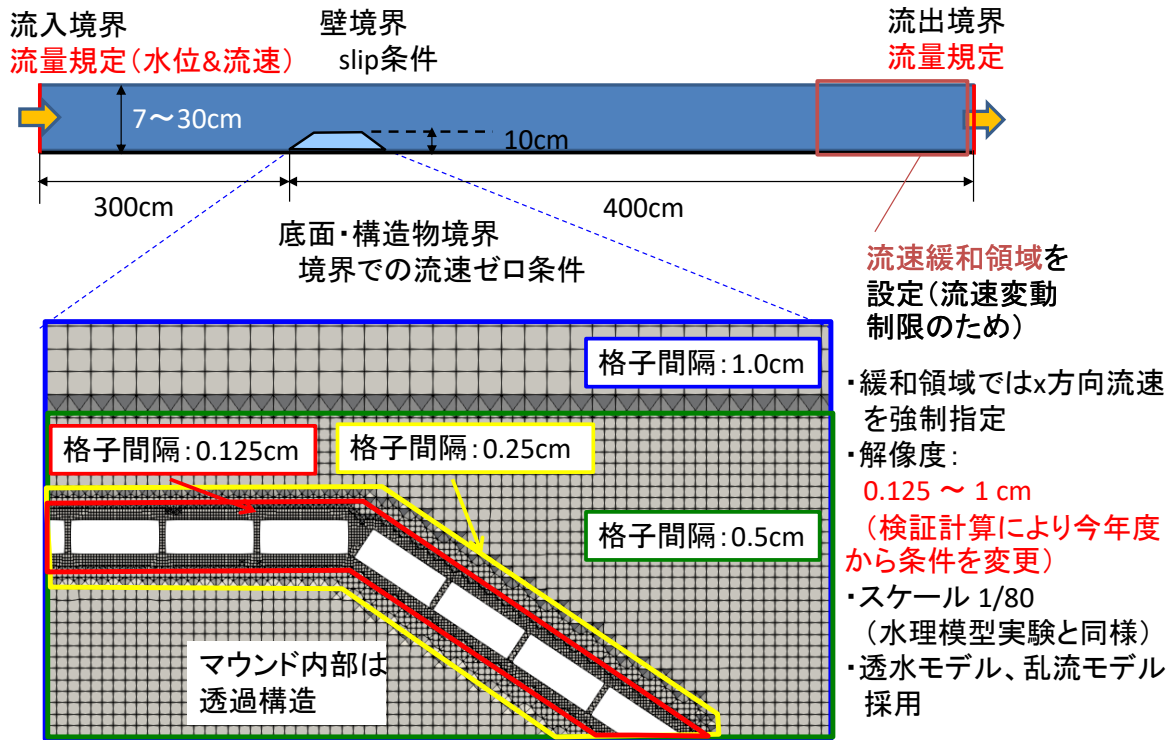 流入境界
流量規定(水位&流速)
壁境界
slip条件
流出境界
流量規定
7～30cm
10cm
300cm
400cm
底面・構造物境界
境界での流速ゼロ条件
流速緩和領域を
設定(流速変動
制限のため)
格子間隔:1.0cm
格子間隔:0.125cm
格子間隔:0.25cm
格子間隔:0.5cm
マウンド内部は
透過構造
・緩和領域ではx方向流速
を強制指定
・解像度:
0.125 ～ 1 cm
(検証計算により今年度
から条件を変更)
・スケール 1/80
(水理模型実験と同様)
・透水モデル、乱流モデル
採用